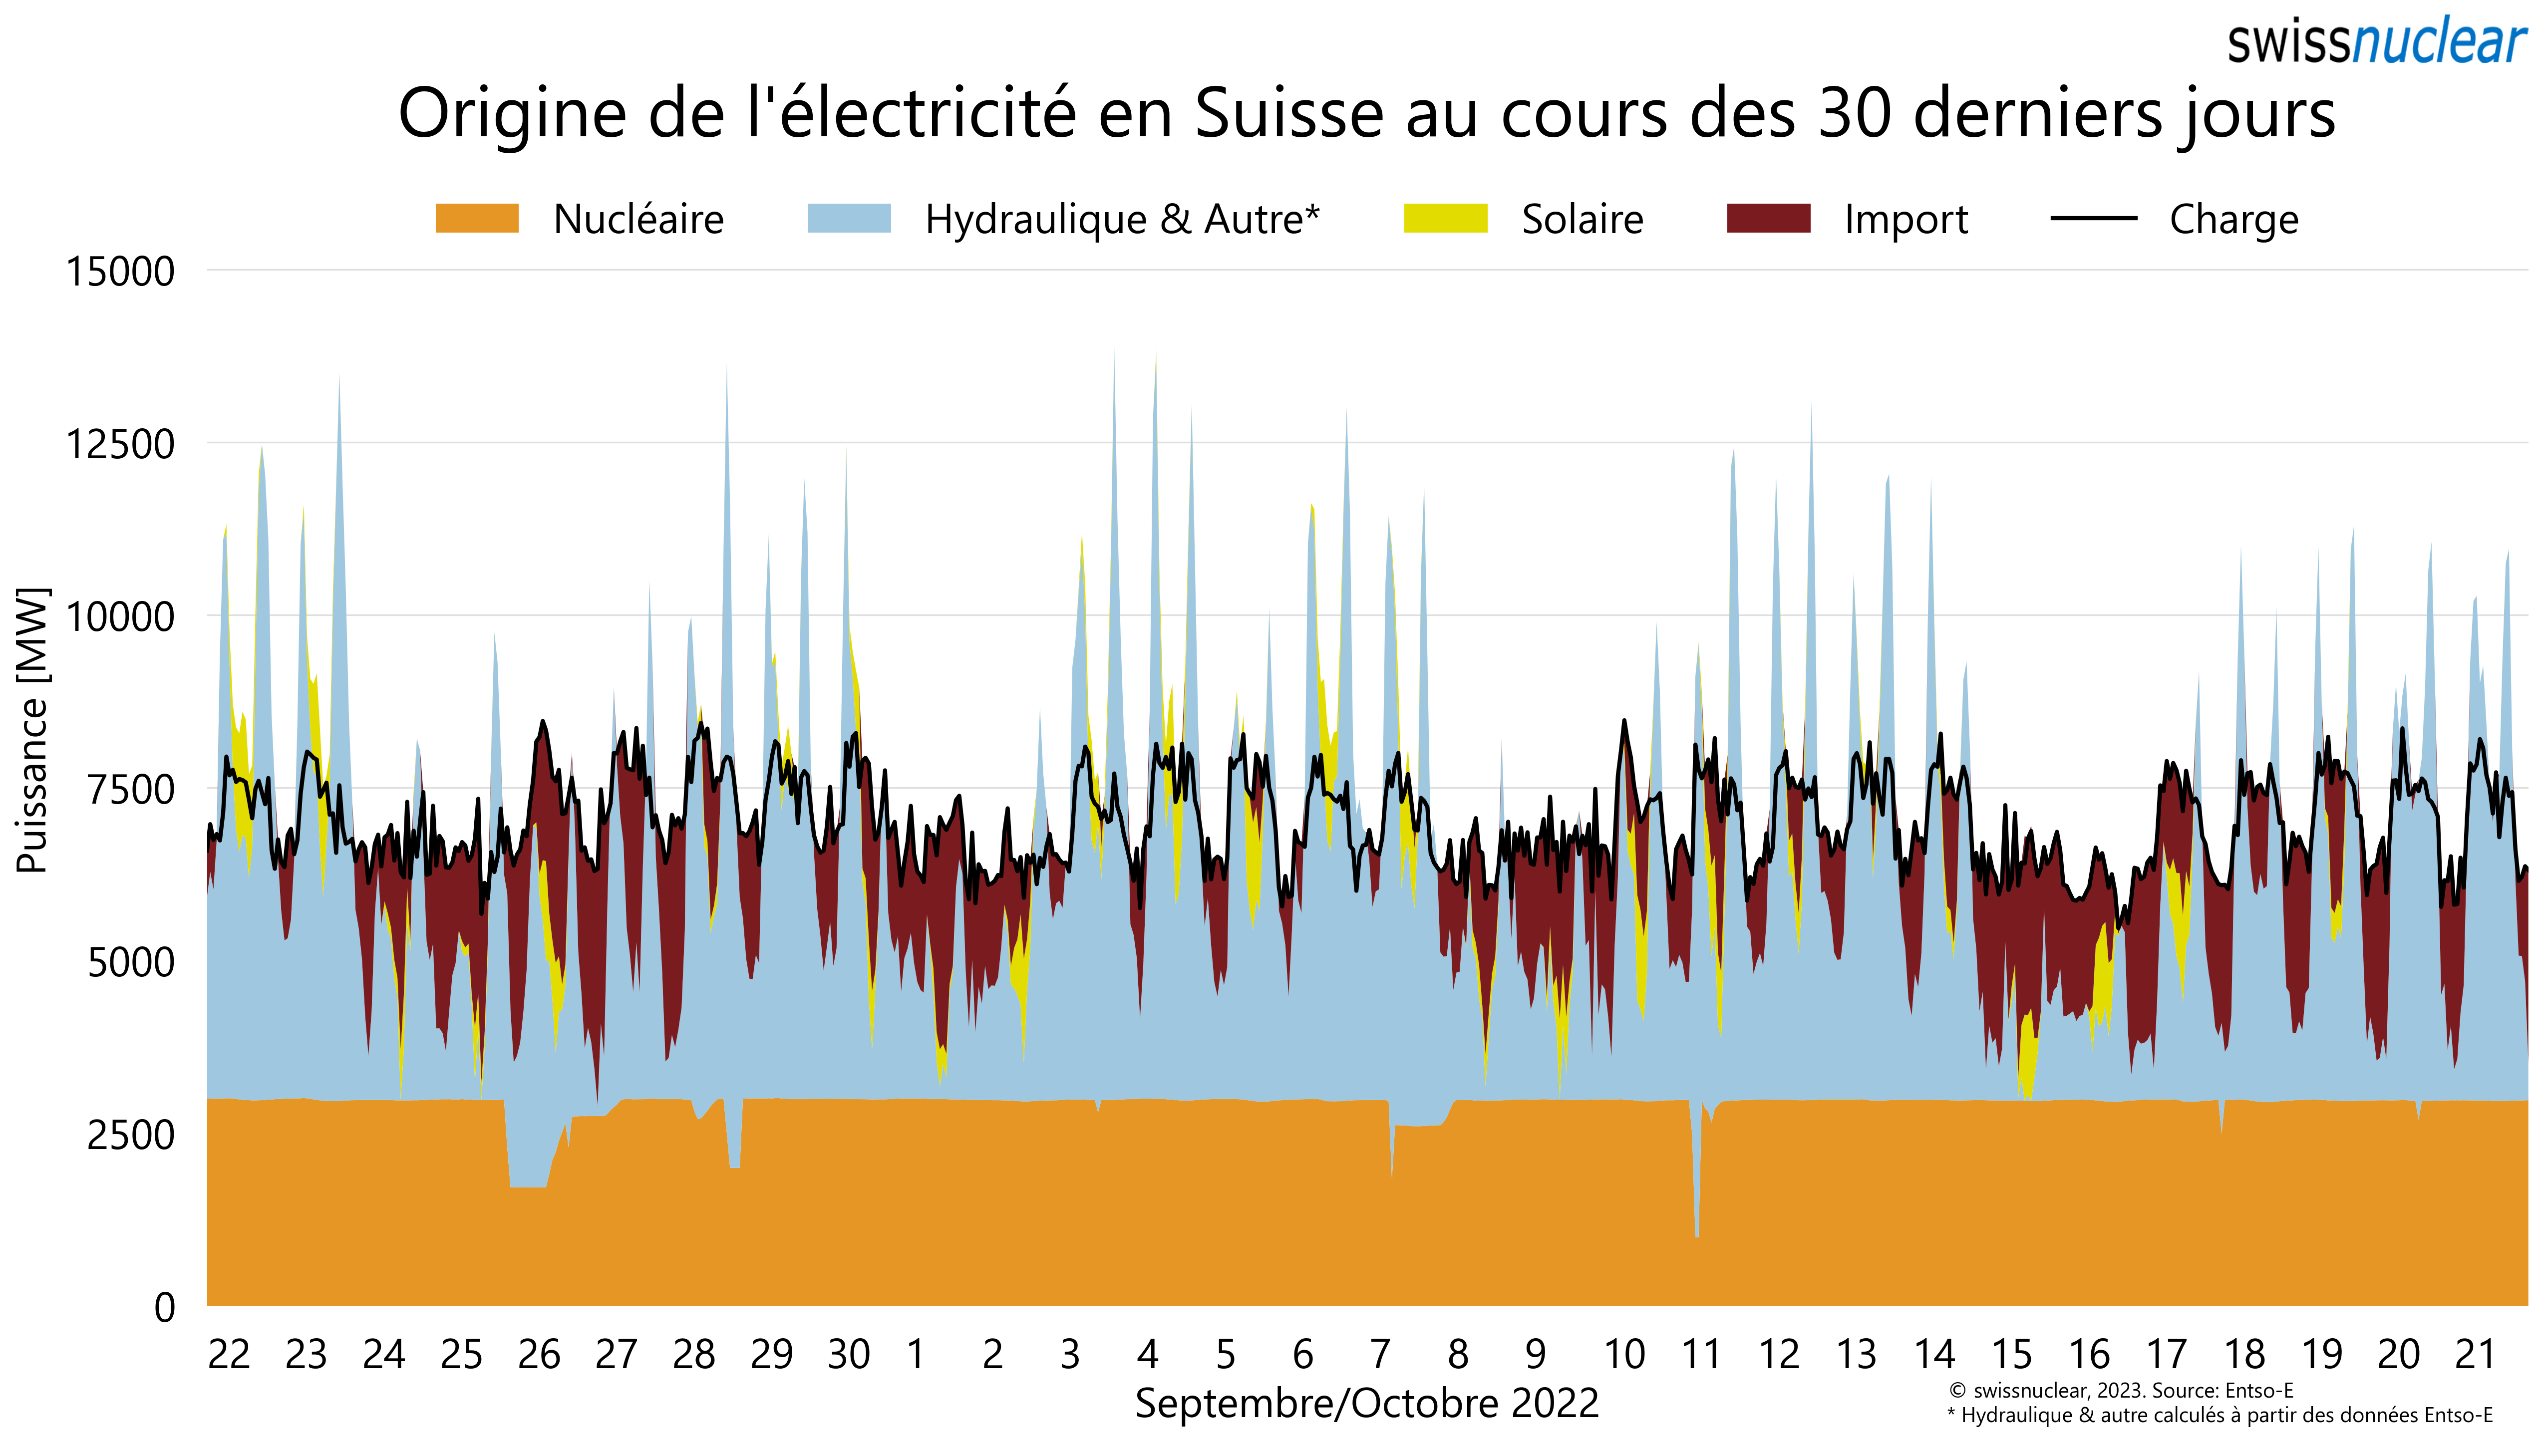 swissnuclear
Origine de l'électricité en Suisse au cours des 30 derniers jours
Nucléaire Hydraulique & Autre* Solaire Import Charge
15000
12500
10000
7500
5000
2500
0
Puissance [MW]
22 23 24 25 26 27 28 29 30 1 2 3 4 5 6 7 8 9 10 11 12 13 14 15 16 17 18 19 20 21
Septembre/Octobre 2022
© swissnuclear, 2023. Source: Entso-E
* Hydraulique & autre calculés à partir des données Entso-E